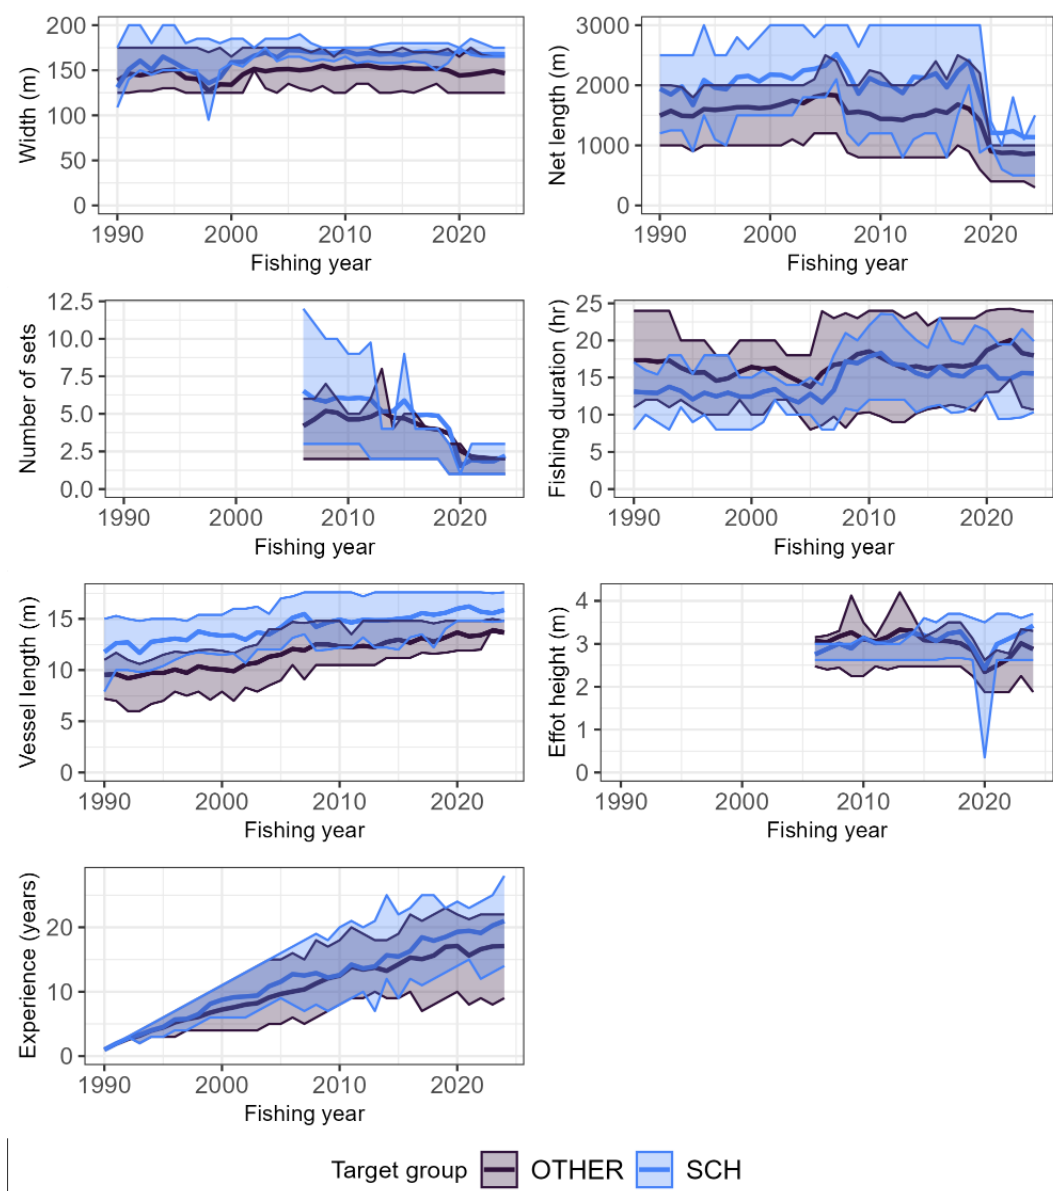 Width (m)
200
150
100
50
0
1990 2000 2010 2020
Fishing year
Net length (m)
3000
2000
1000
0
1990 2000 2010 2020
Fishing year
Number of sets
12.5
10.0
7.5
5.0
2.5
0.0
1990 2000 2010 2020
Fishing year
Fishing duration (hr)
25
20
15
10
5
0
1990 2000 2010 2020
Fishing year
Vessel length (m)
15
10
5
0
1990 2000 2010 2020
Fishing year
Effot height (m)
4
3
2
1
0
1990 2000 2010 2020
Fishing year
Experience (years)
20
10
0
1990 2000 2010 2020
Fishing year
Target group OTHER SCH